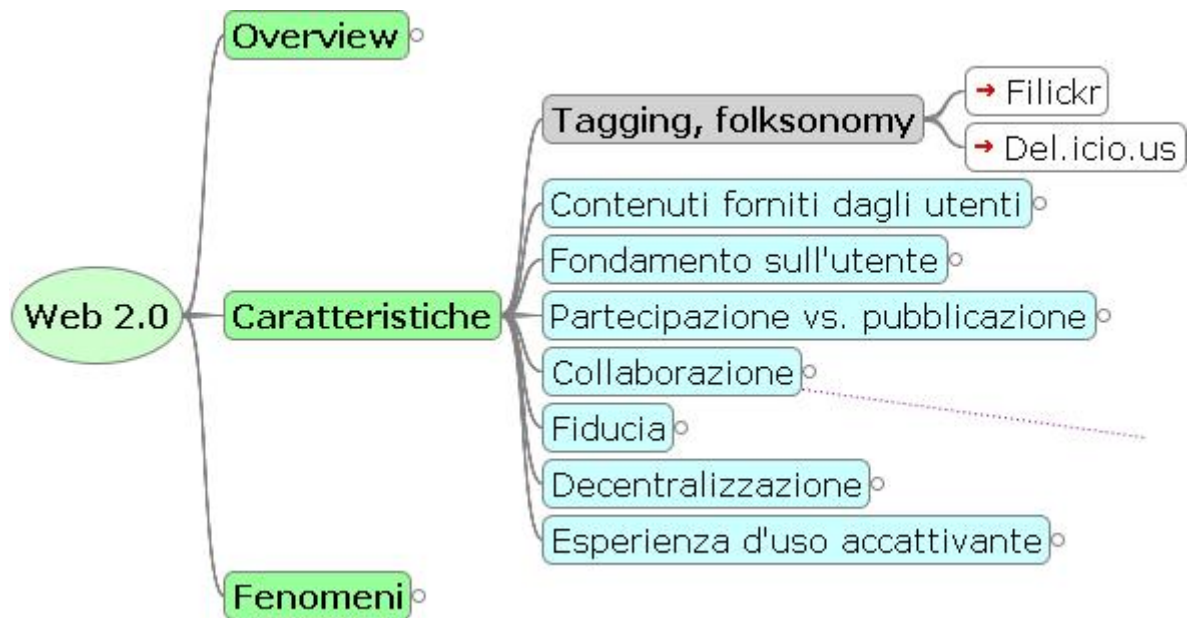 Overview
Filickr
Tagging, folksonomy
Del.icio.us
Contenuti forniti dagli utenti
Fondamento sull'utente
Web 2.0
Caratteristiche
Partecipazione vs. pubblicazione
Collaborazione
Fiducia
Decentralizzazione
Esperienza d'uso accattivante
Fenomeni